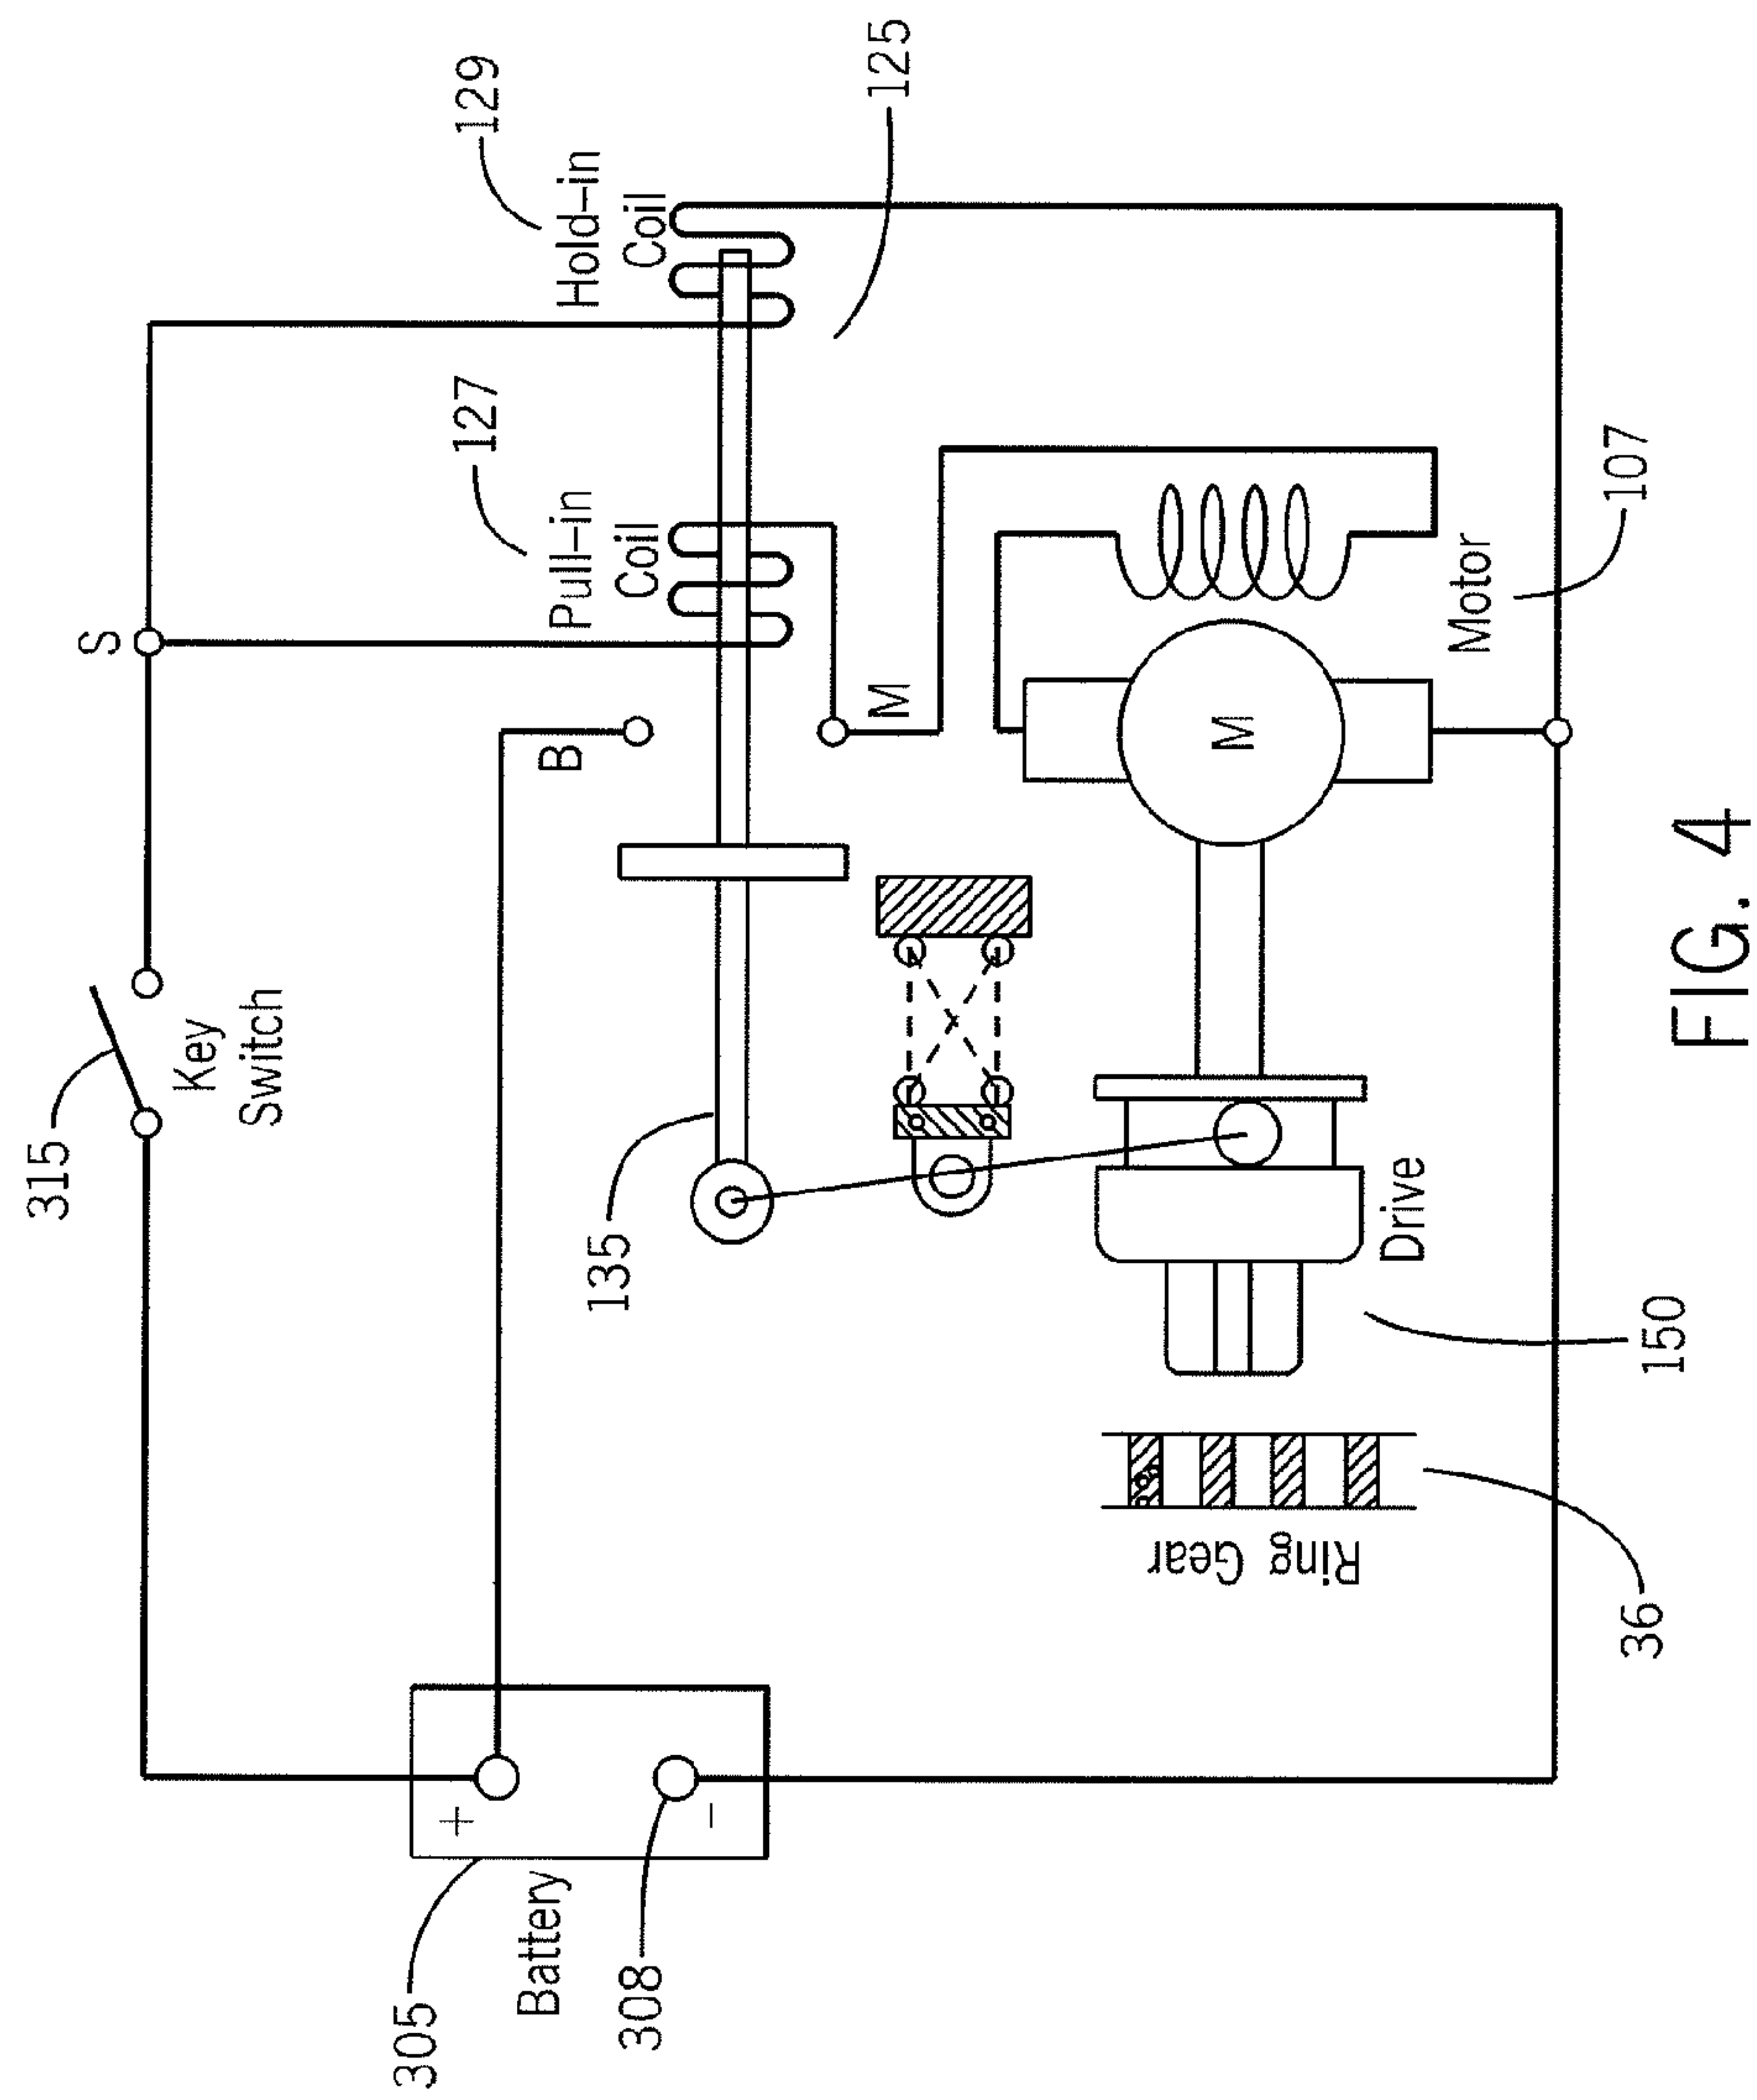 315
Key
Switch
S
127
Pull-in
Coil
129
Hold-in
Coil
125
B
M
135
305
Battery
308
+
-
M
Motor
107
Drive
150
Ring Gear
36
FIG. 4